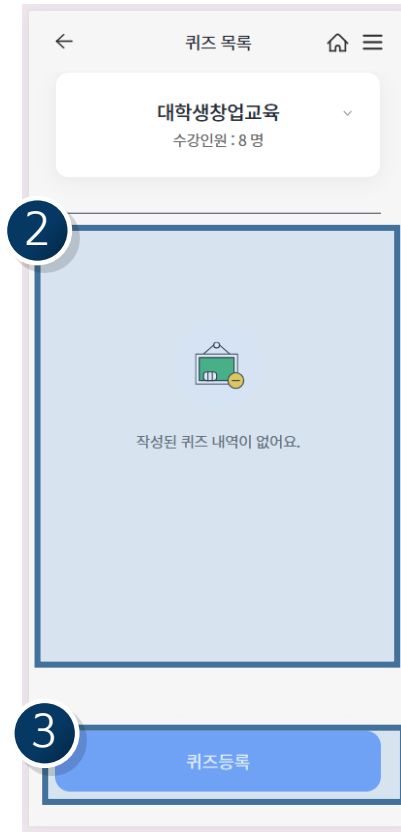 퀴즈 목록
대학생창업교육
수강인원 : 8 명
2
작성된 퀴즈 내역이 없어요.
3
퀴즈등록